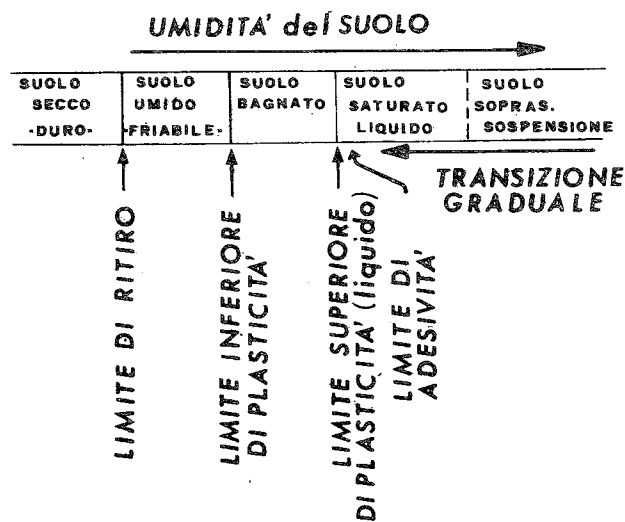 UMIDITA' del SUOLO
SUOLO
SECCO
-DURO-
SUOLO
UMIDO
-FRIABILE-
SUOLO
BAGNATO
SUOLO
SATURATO
LIQUIDO
SUOLO
SOPRAS.
SOSPENSIONE
TRANSIZIONE
GRADUALE
LIMITE DI RITIRO
LIMITE INFERIORE
DI PLASTICITA'
LIMITE SUPERIORE
DI PLASTICITA' (liquido)
LIMITE DI
ADESIVITA'